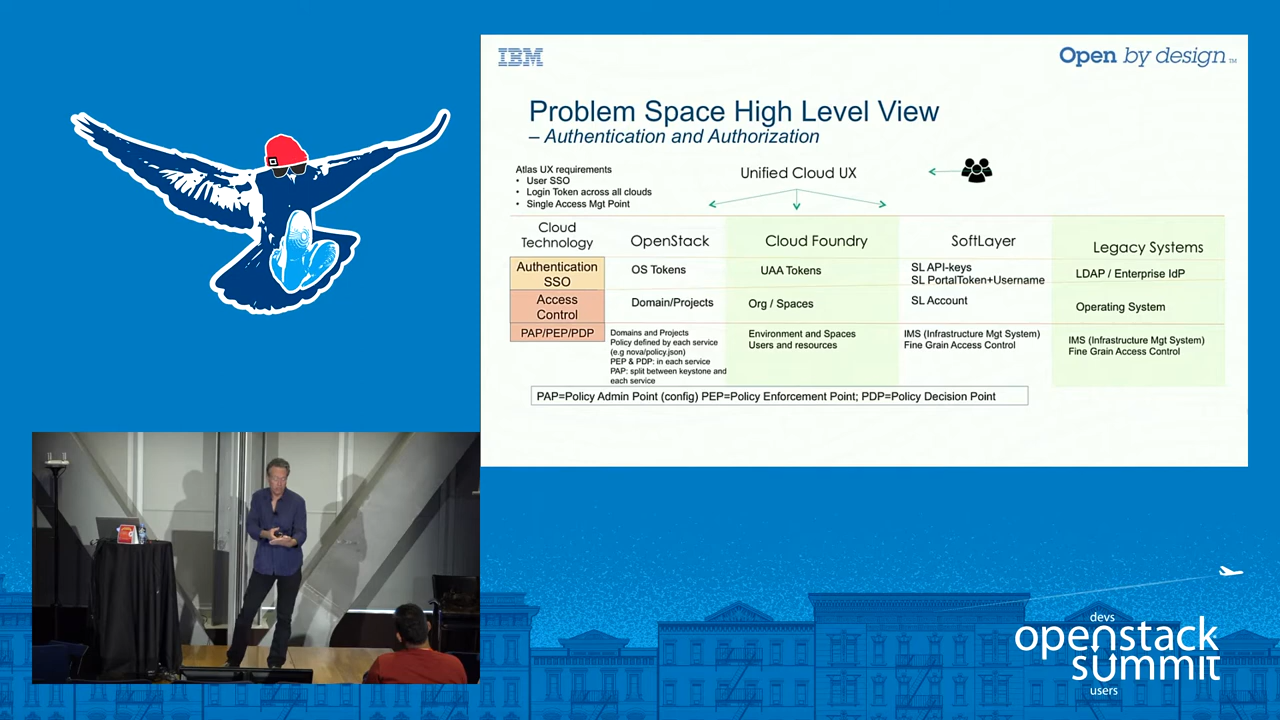 IBM
Open by design™
Problem Space High Level View
– Authentication and Authorization
Atlas UX requirements
• User SSO
• Login Token across all clouds
• Single Access Mgt Point
Unified Cloud UX
Cloud
Technology
OpenStack
Cloud Foundry
SoftLayer
Legacy Systems
Authentication
SSO
OS Tokens
UAA Tokens
SL API-keys
SL PortalToken+Username
LDAP / Enterprise IdP
Access
Control
Domain/Projects
Org / Spaces
SL Account
Operating System
PAP/PEP/PDP
Domains and Projects
Policy defined by each service
(e.g nova/policy.json)
PEP & PDP: in each service
PAP: split between keystone and
each service
Environment and Spaces
Users and resources
IMS (Infrastructure Mgt System)
Fine Grain Access Control
IMS (Infrastructure Mgt System)
Fine Grain Access Control
PAP=Policy Admin Point (config) PEP=Policy Enforcement Point; PDP=Policy Decision Point
devs
openstack
summit
users